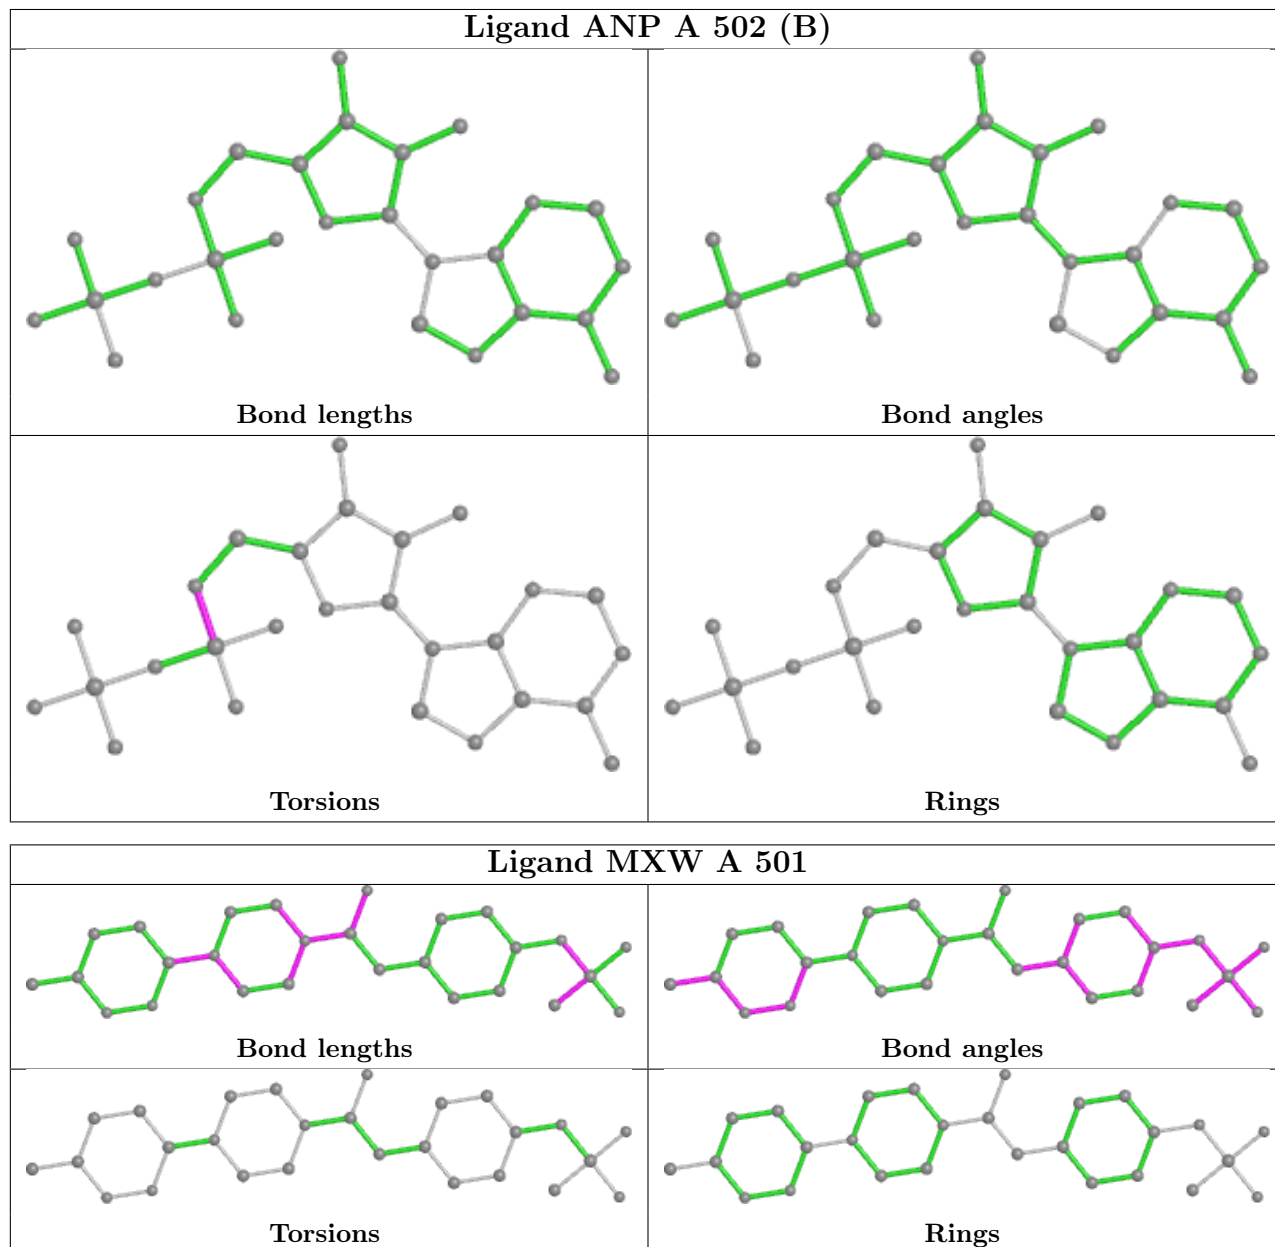 Ligand ANP A 502 (B)
Bond lengths
Bond angles
Torsions
Rings
Ligand MXW A 501
Bond lengths
Bond angles
Torsions
Rings